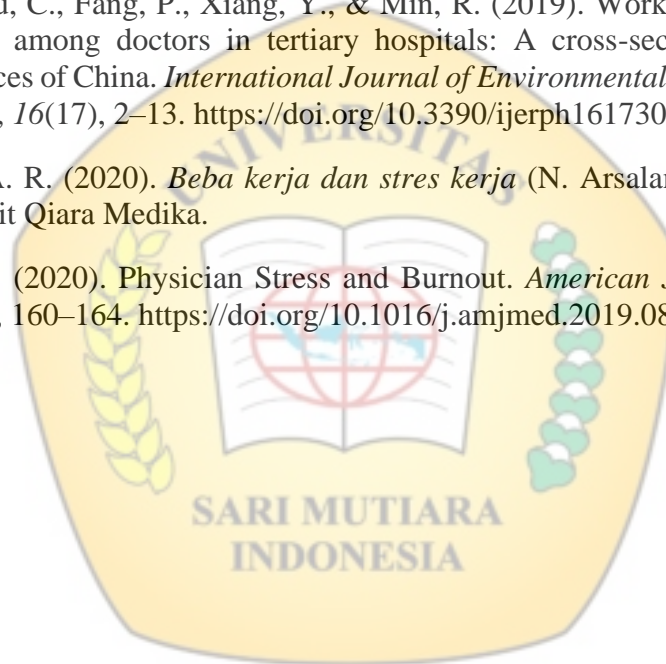 u, C., Fang, P., Xiang, Y., & Min, R. (2019). Work
among doctors in tertiary hospitals: A cross-sec
ces of China. International Journal of Environmental
, 16(17), 2–13. https://doi.org/10.3390/ijerph161730
A. R. (2020). Beba kerja dan stres kerja (N. Arsalan
it Qiara Medika.
(2020). Physician Stress and Burnout. American J
, 160–164. https://doi.org/10.1016/j.amjmed.2019.08
UNIVERSITAS
SARI MUTIARA
INDONESIA